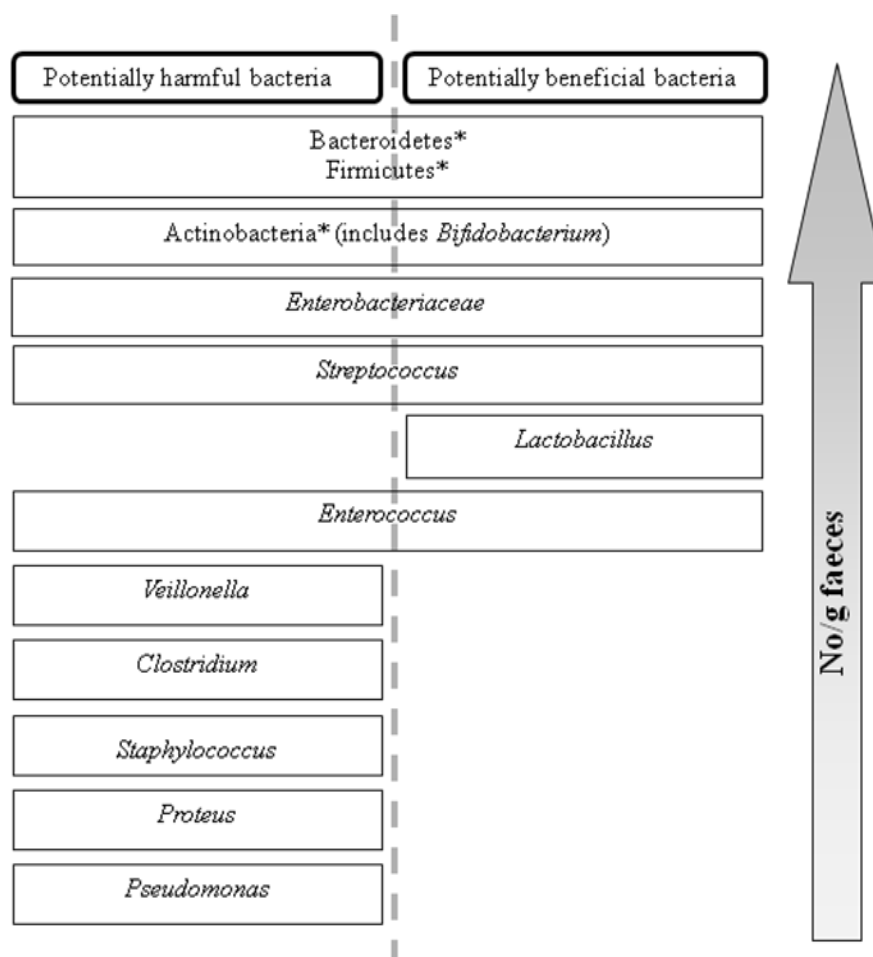 Potentially harmful bacteria
Potentially beneficial bacteria
Bacteroidetes*
Firmicutes*
Actinobacteria* (includes Bifidobacterium)
Enterobacteriaceae
Streptococcus
Lactobacillus
Enterococcus
Veillonella
Clostridium
Staphylococcus
Proteus
Pseudomonas
No/g faeces